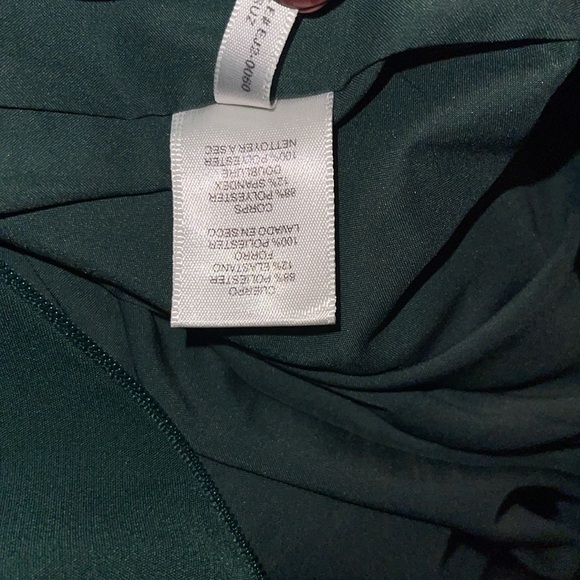 CUERPO
88% POLIESTER
12% ELASTANO
FORRO
100% POLIESTER
LAVADO EN SECO
CORPS
88% POLYESTER
12% SPANDEX
DOUBLURE
100% POLYESTER
NETTOYER A SEC